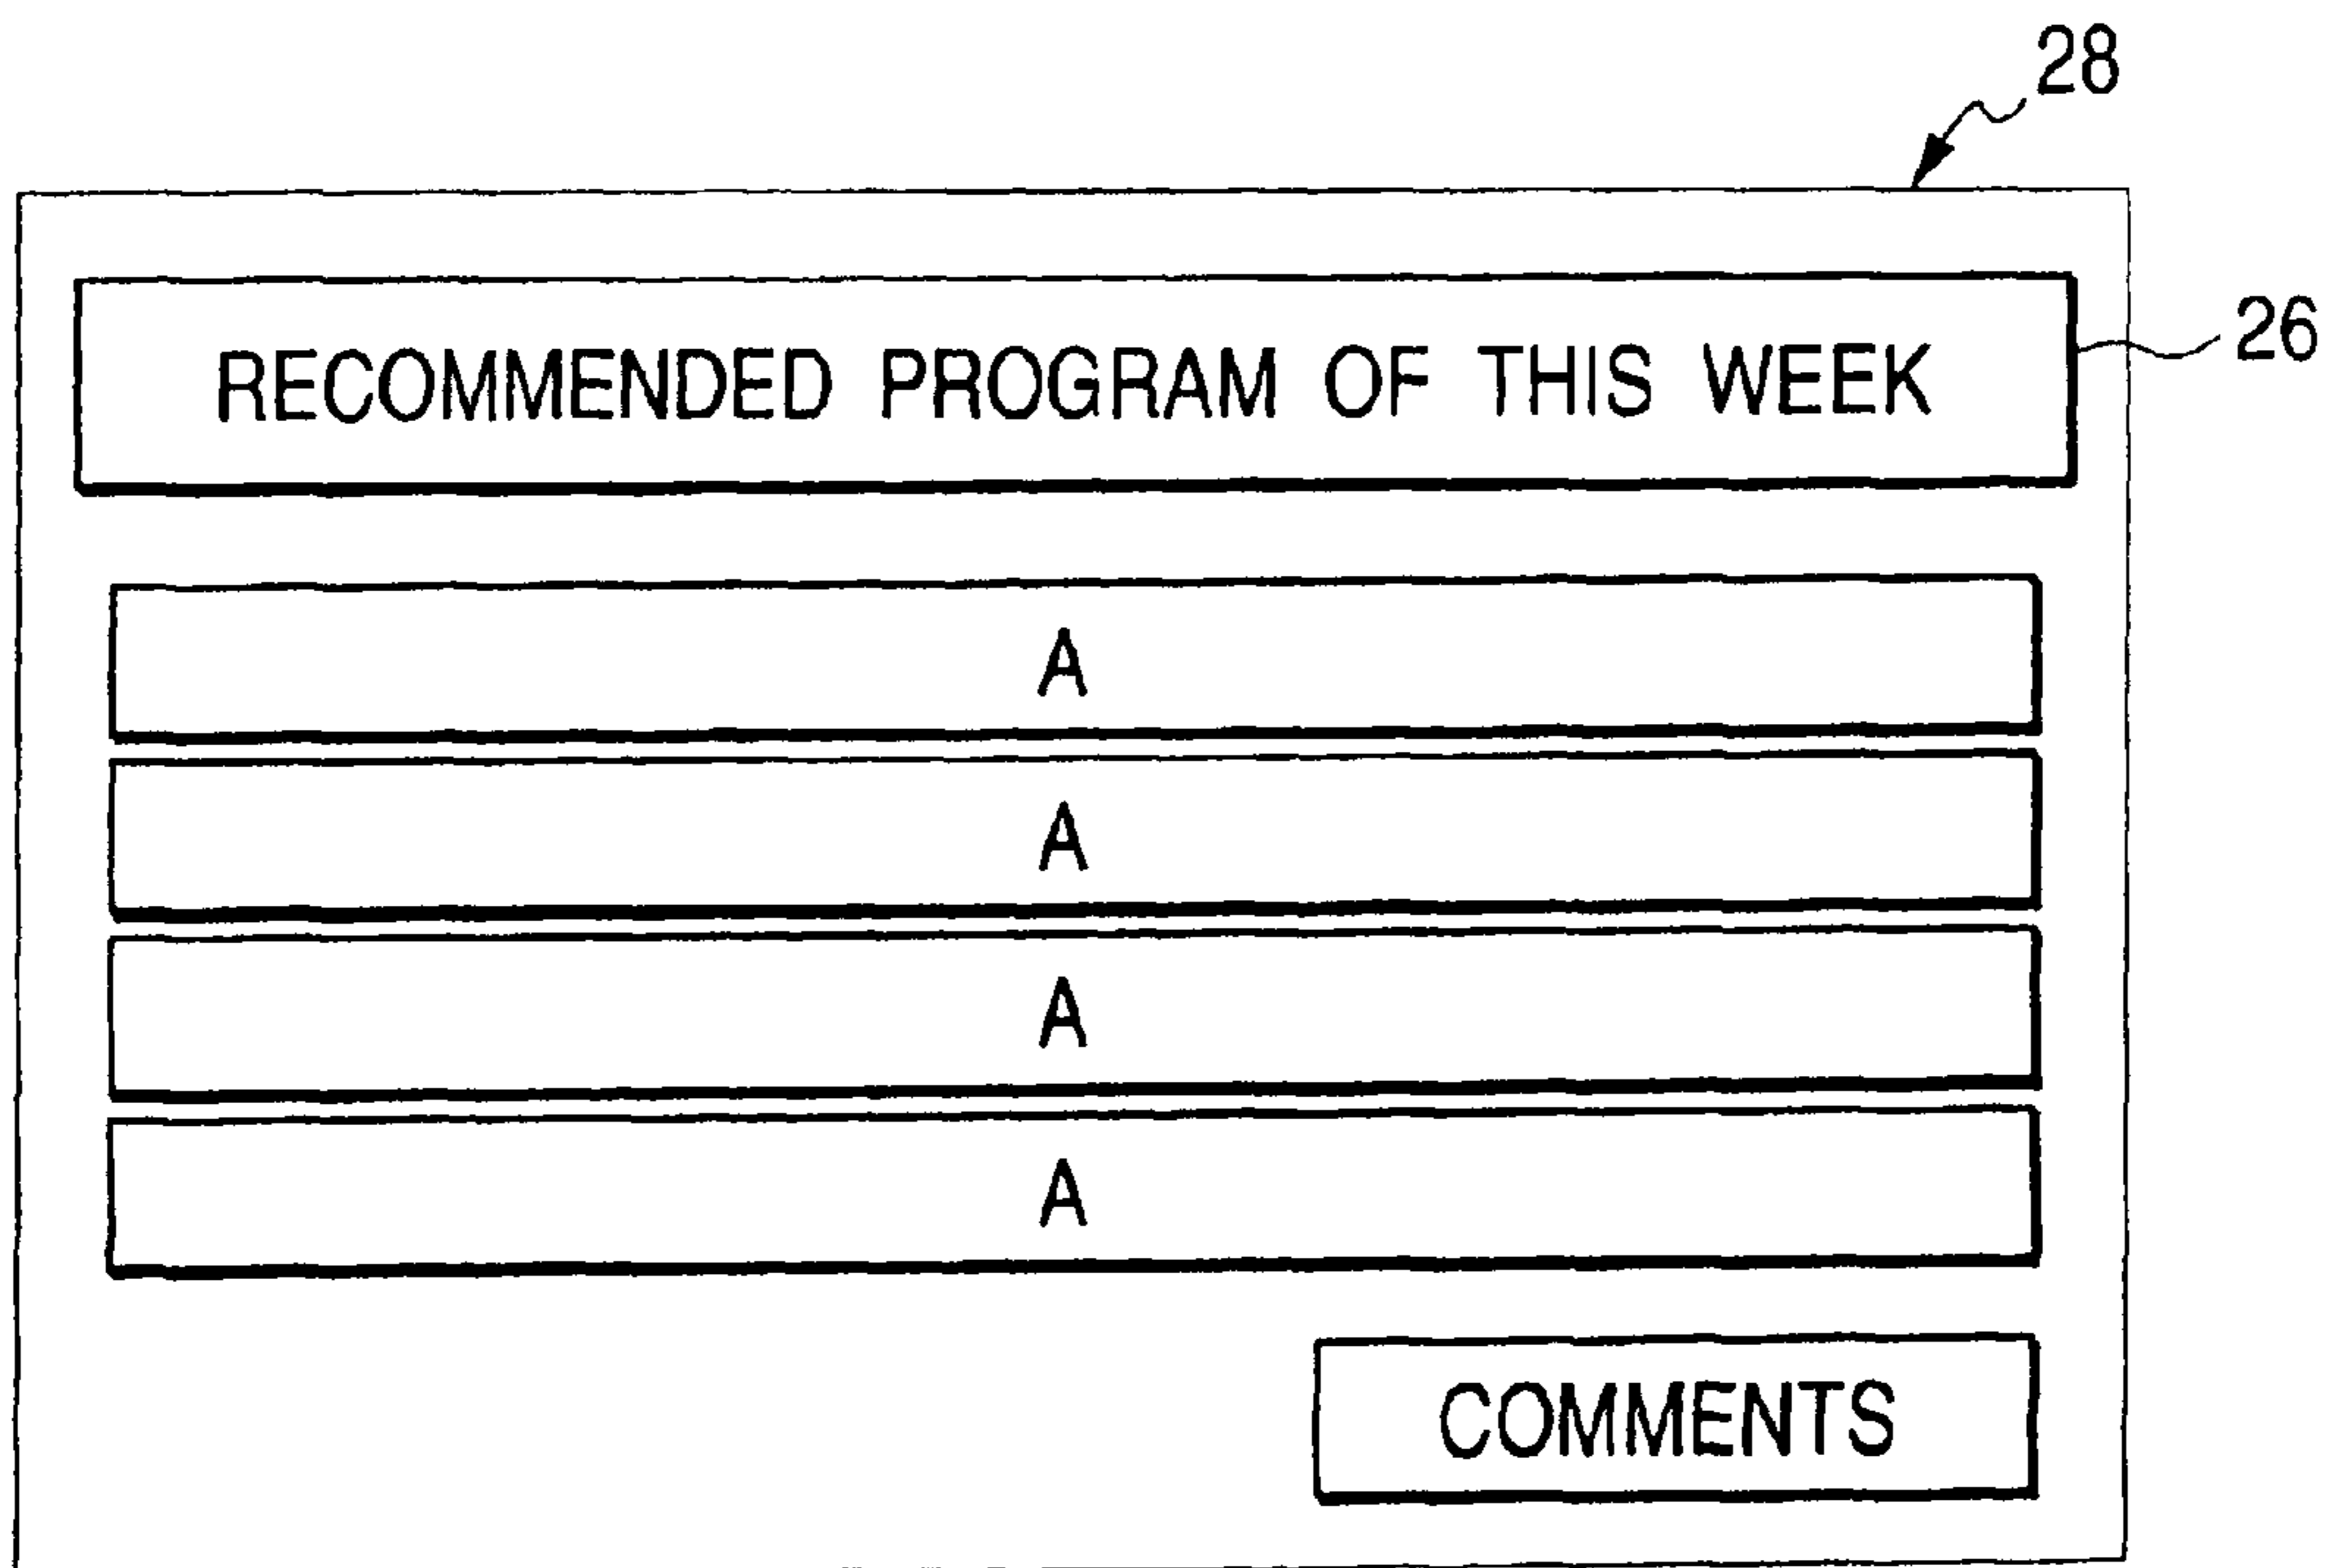 28
RECOMMENDED PROGRAM OF THIS WEEK
26
A
A
A
A
COMMENTS